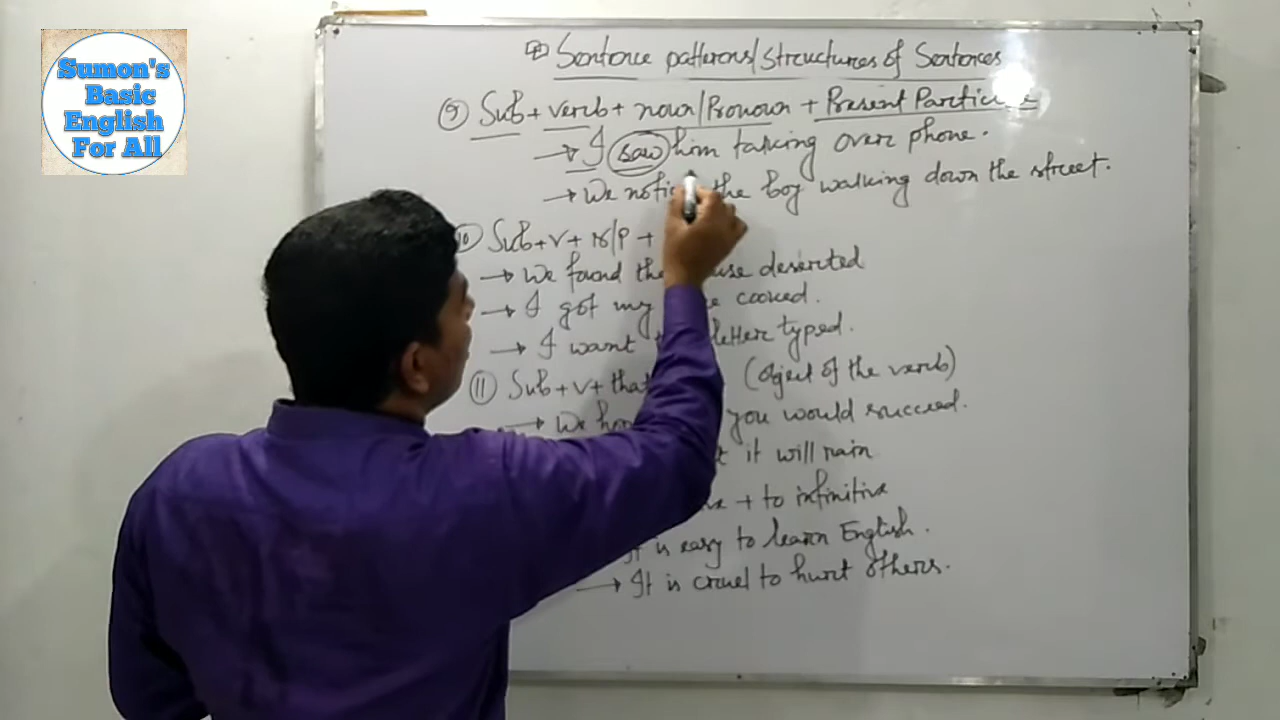 Sumon's
Basic
English
For All
Sentence patterns/Structures of Sentences
⑨ Sub + verb + noun/Pronoun + Present Participle
→ I saw him talking over phone.
→ We the boy walking down the street.
⑩ Sub + V + N/P +
→ We found the deserted
→ I got my cooked.
→ I want letter typed.
⑪ Sub + V + that (object of the verb)
→ We you would succeed.
it will rain
+ to infinitive
It is easy to learn English.
→ It is cruel to hurt others.